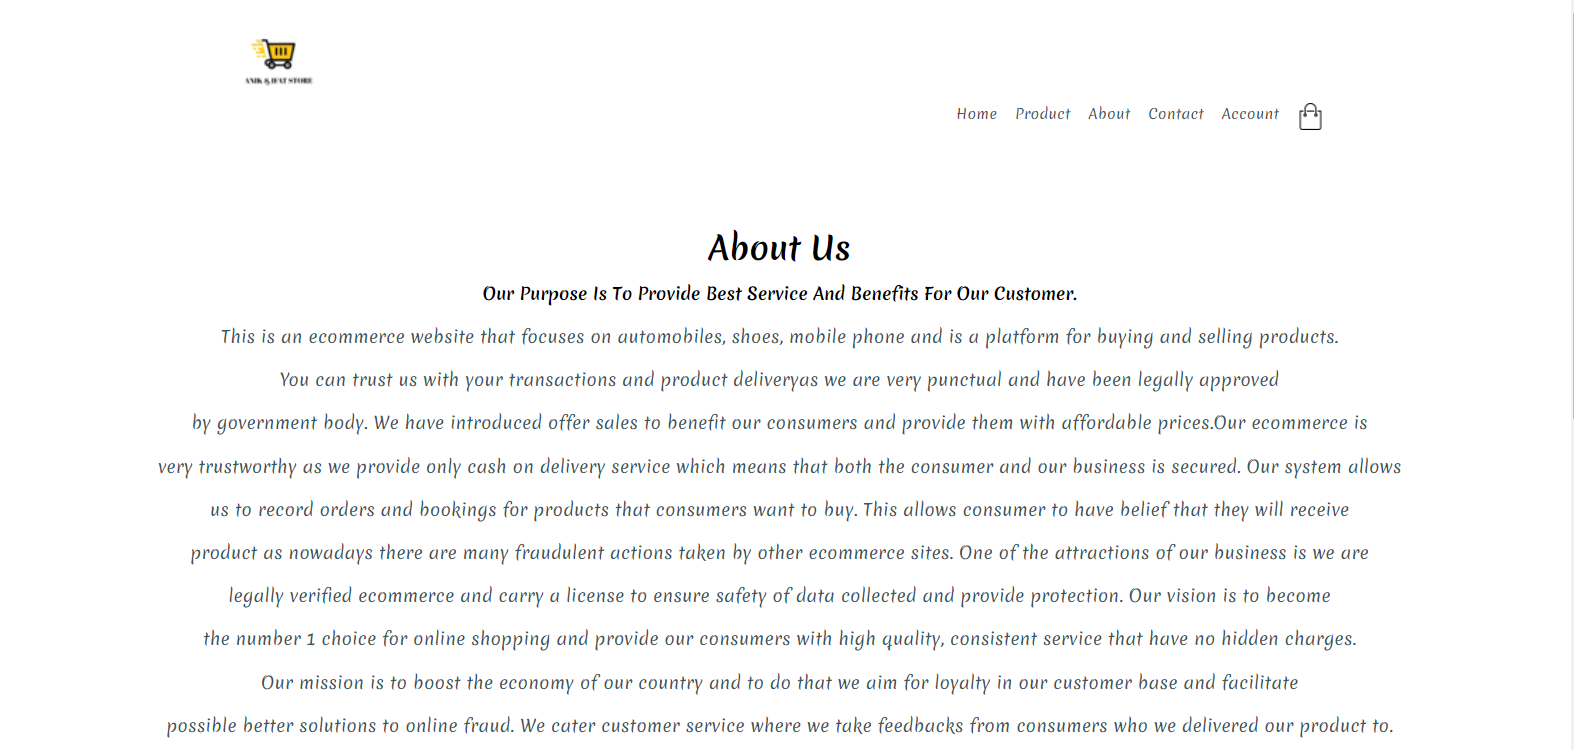 ANIK & IFAT STORE
Home Product About Contact Account
About Us
Our Purpose Is To Provide Best Service And Benefits For Our Customer.
This is an ecommerce website that focuses on automobiles, shoes, mobile phone and is a platform for buying and selling products.
You can trust us with your transactions and product deliveryas we are very punctual and have been legally approved
by government body. We have introduced offer sales to benefit our consumers and provide them with affordable prices.Our ecommerce is
very trustworthy as we provide only cash on delivery service which means that both the consumer and our business is secured. Our system allows
us to record orders and bookings for products that consumers want to buy. This allows consumer to have belief that they will receive
product as nowadays there are many fraudulent actions taken by other ecommerce sites. One of the attractions of our business is we are
legally verified ecommerce and carry a license to ensure safety of data collected and provide protection. Our vision is to become
the number 1 choice for online shopping and provide our consumers with high quality, consistent service that have no hidden charges.
Our mission is to boost the economy of our country and to do that we aim for loyalty in our customer base and facilitate
possible better solutions to online fraud. We cater customer service where we take feedbacks from consumers who we delivered our product to.